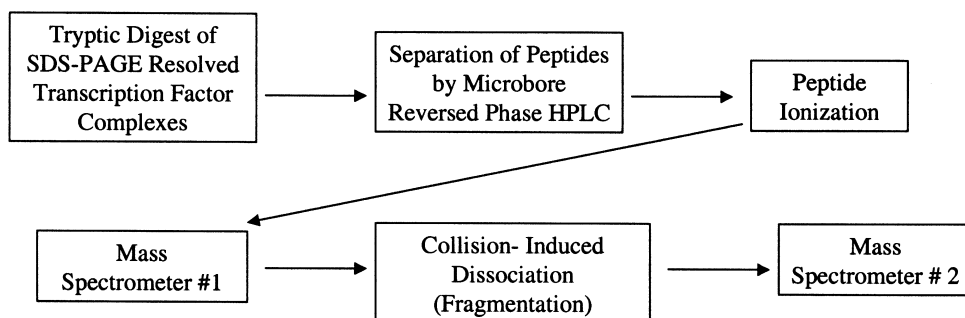 Tryptic Digest of
SDS-PAGE Resolved
Transcription Factor
Complexes
Separation of Peptides
by Microbore
Reversed Phase HPLC
Peptide
Ionization
Mass
Spectrometer #1
Collision- Induced
Dissociation
(Fragmentation)
Mass
Spectrometer # 2